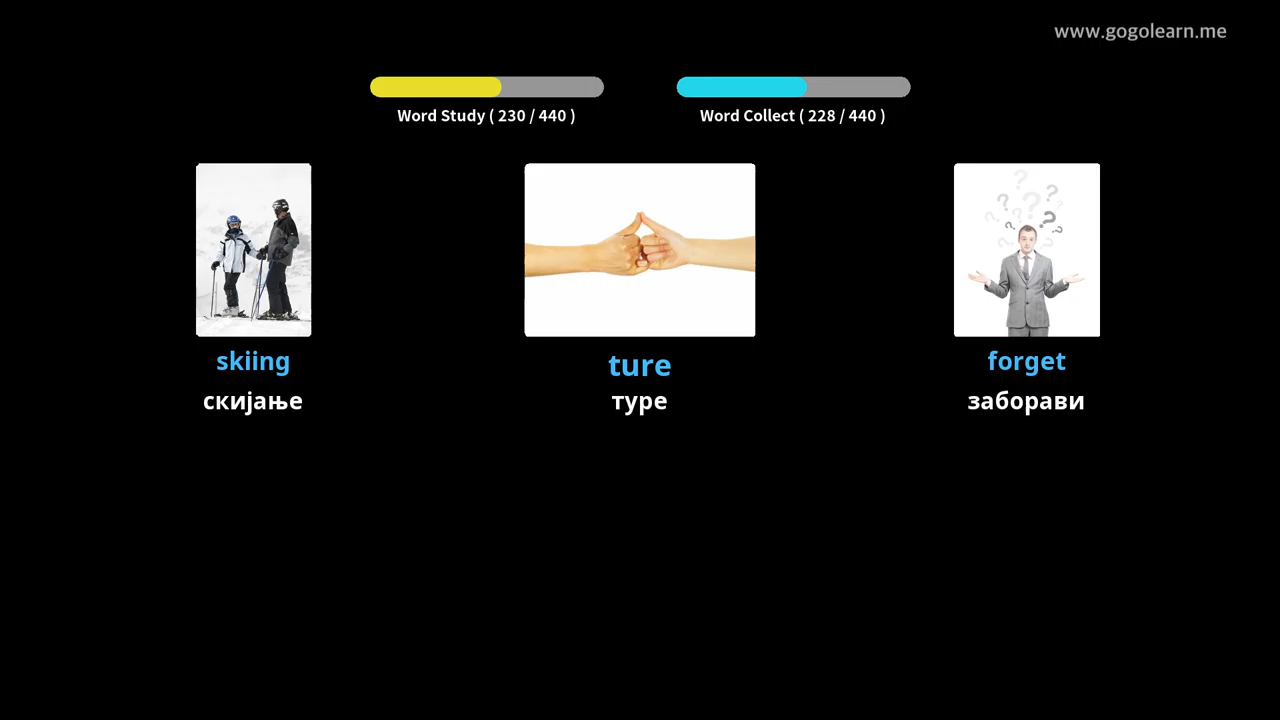 www.gogolearn.me
Word Study ( 230 / 440 )
Word Collect ( 228 / 440 )
skiing
ture
forget
скијање
туре
заборави